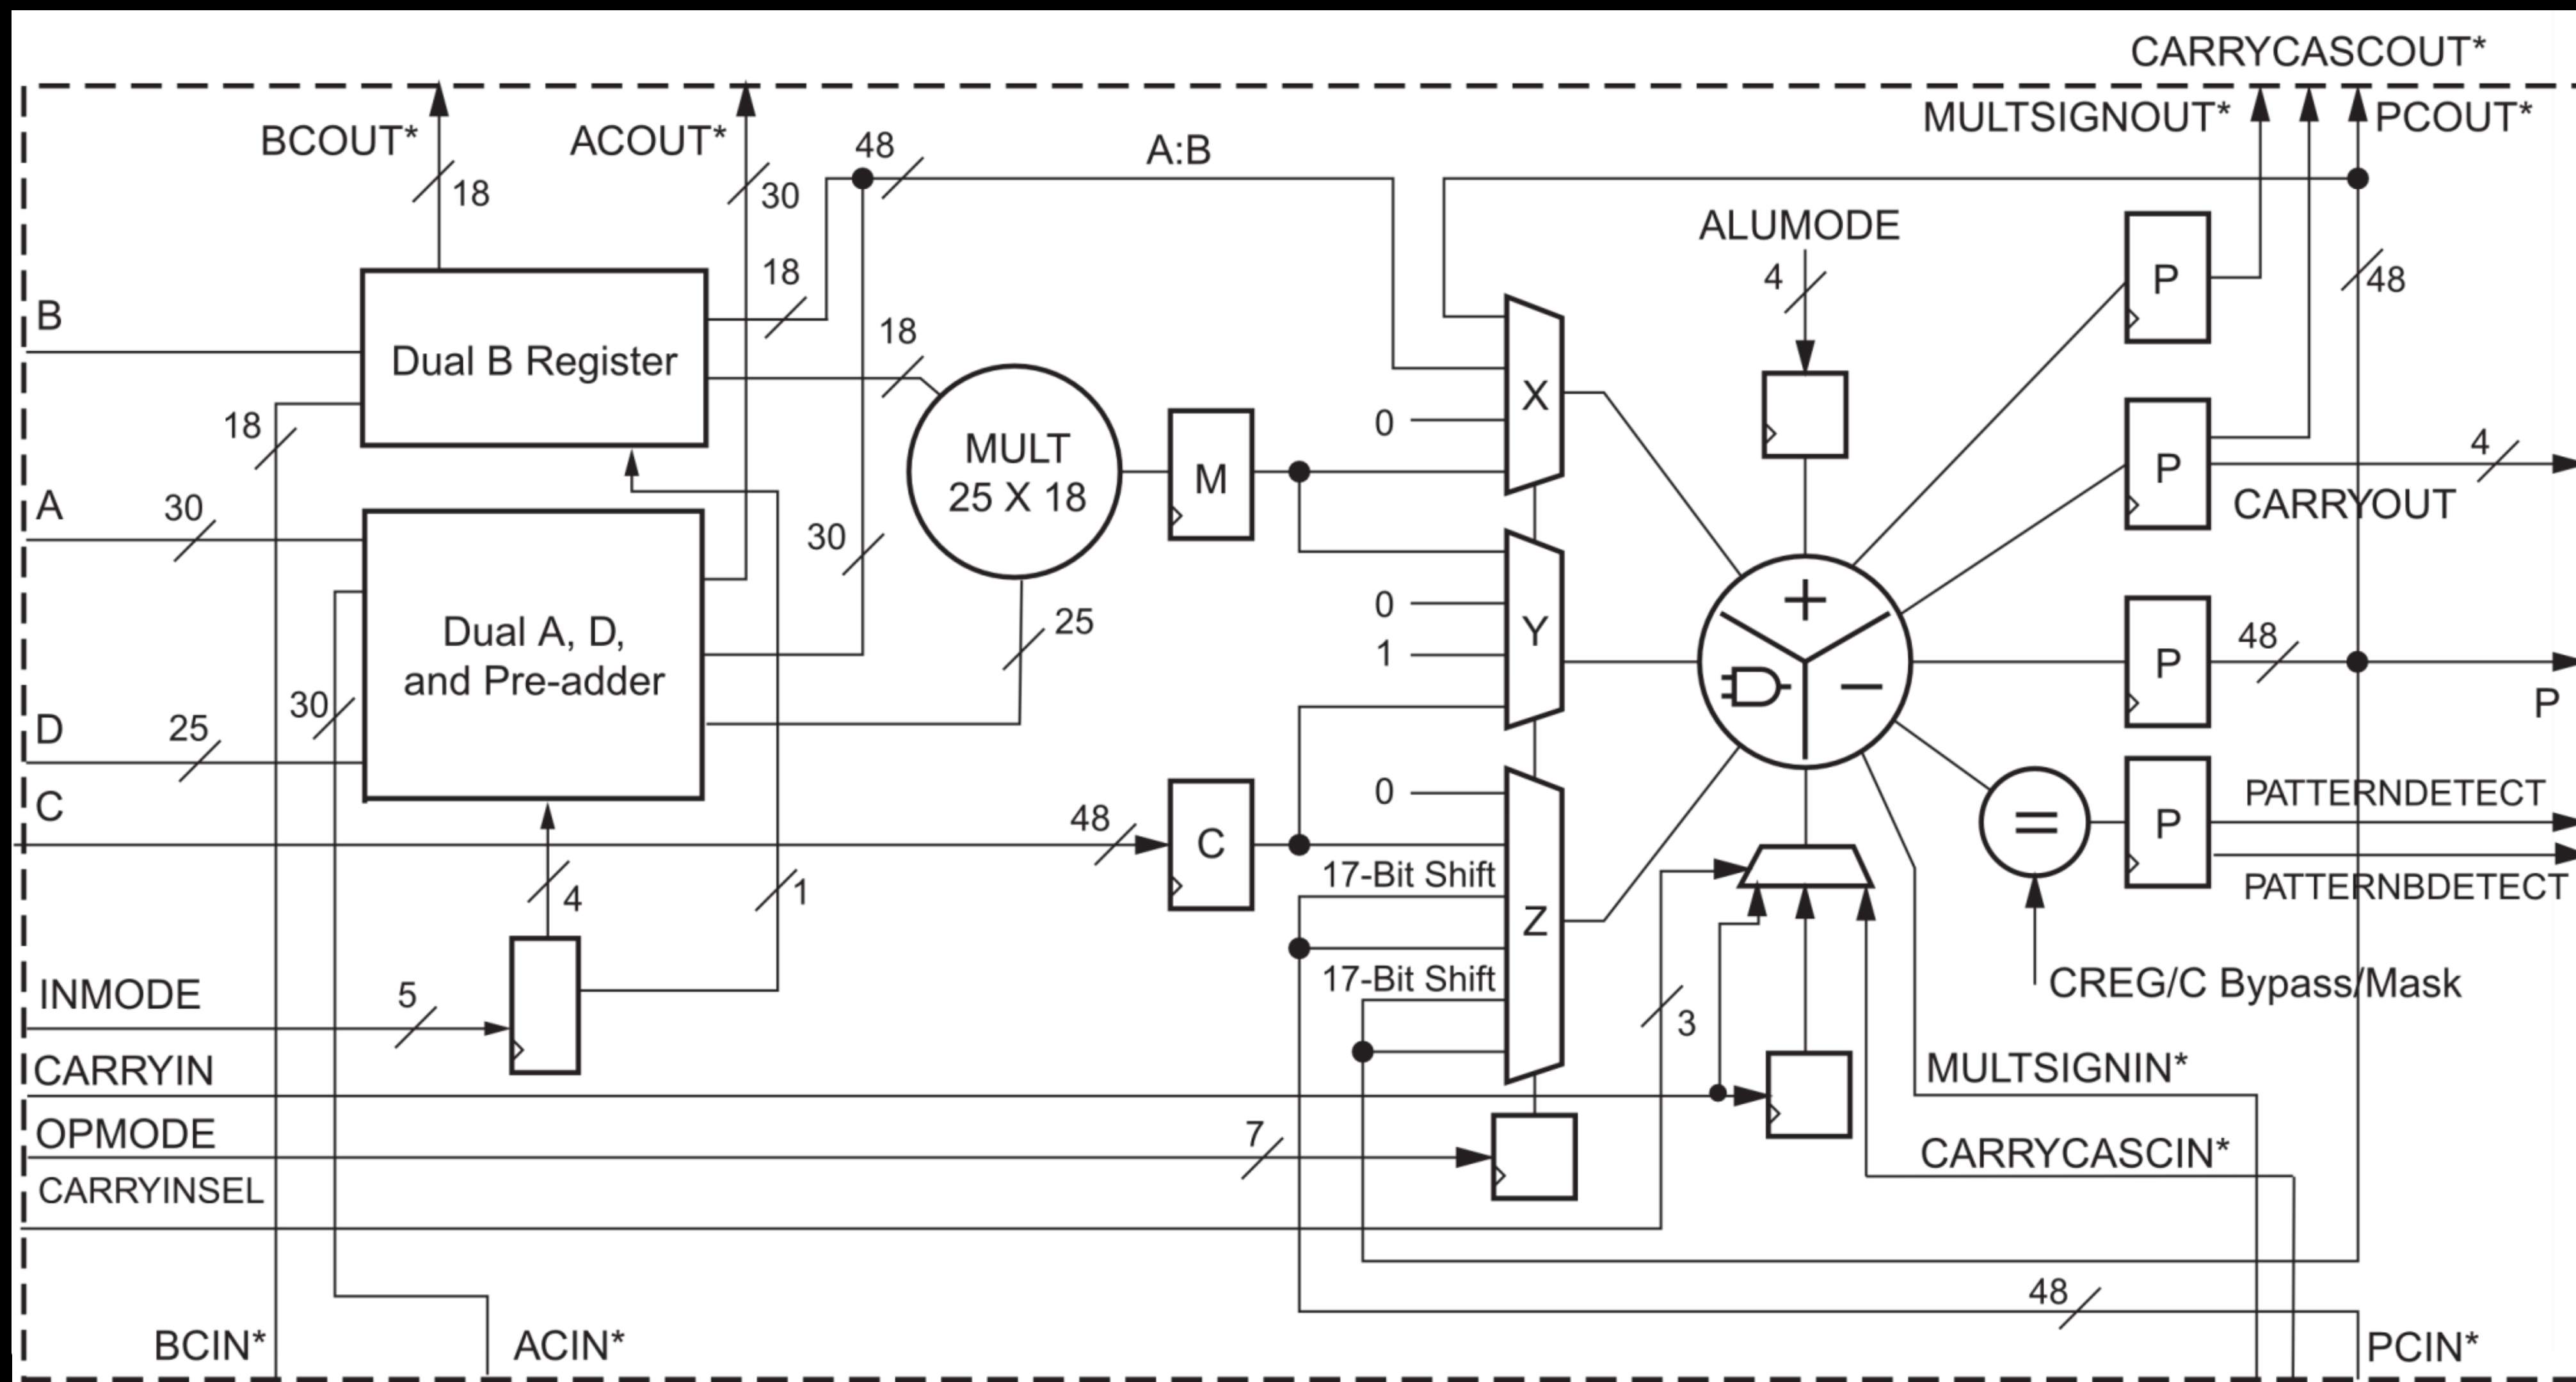 CARRYCASCOUT*
BCOUT*
ACOUT*
48
A:B
MULTSIGNOUT*
PCOUT*
18
30
ALUMODE
18
4
P
48
B
18
Dual B Register
X
18
0
MULT
25 X 18
M
P
4
CARRYOUT
A
30
30
25
0
Y
1
Dual A, D,
and Pre-adder
P
48
P
30
D
25
C
48
C
0
17-Bit Shift
Z
17-Bit Shift
P
PATTERNDETECT
PATTERNBDETECT
4
1
INMODE
5
3
CREG/C Bypass/Mask
CARRYIN
MULTSIGNIN*
OPMODE
7
CARRYCASCIN*
CARRYINSEL
48
BCIN*
ACIN*
PCIN*